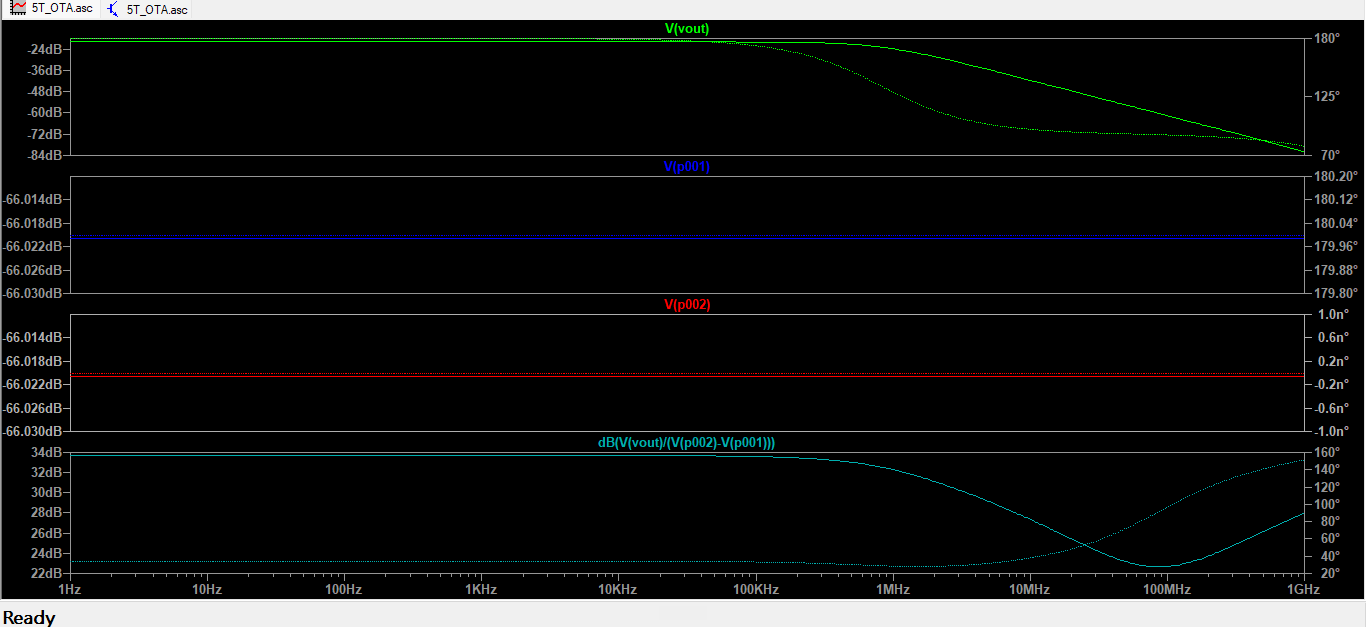 5T_OTA.asc 5T_OTA.asc
V(vout)
-24dB 180°
-36dB
-48dB 125°
-60dB
-72dB
-84dB 70°
V(p001)
180.20°
-66.014dB 180.12°
-66.018dB 180.04°
-66.022dB 179.96°
-66.026dB 179.88°
-66.030dB 179.80°
V(p002)
1.0n°
-66.014dB 0.6n°
-66.018dB 0.2n°
-66.022dB -0.2n°
-66.026dB -0.6n°
-66.030dB -1.0n°
dB(V(vout)/(V(p002)-V(p001)))
34dB 160°
32dB 140°
30dB 120°
28dB 100°
80°
26dB 60°
24dB 40°
22dB 20°
1Hz 10Hz 100Hz 1KHz 10KHz 100KHz 1MHz 10MHz 100MHz 1GHz
Ready